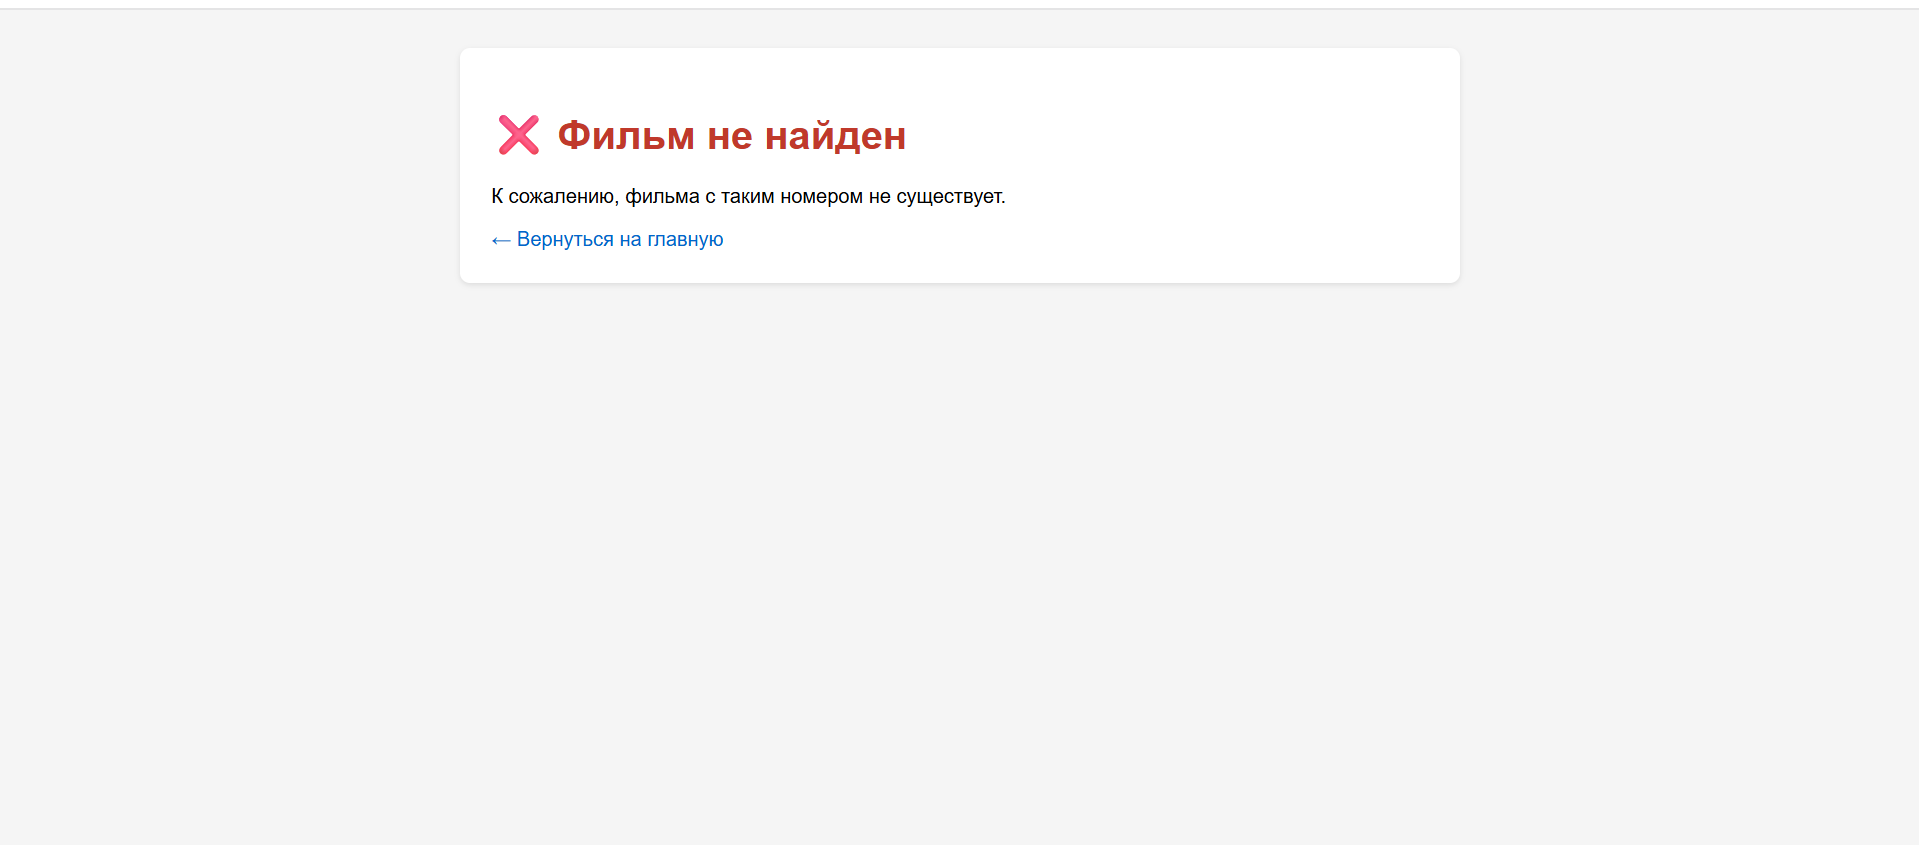 ❌ Фильм не найден
К сожалению, фильма с таким номером не существует.
← Вернуться на главную